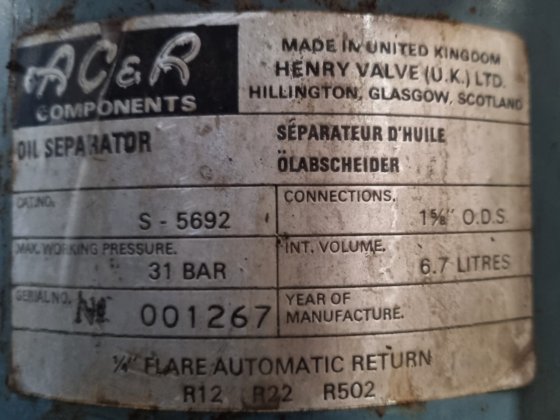 AC&R
COMPONENTS
MADE IN UNITED KINGDOM
HENRY VALVE (U.K.) LTD.
HILLINGTON, GLASGOW, SCOTLAND
OIL SEPARATOR
SÉPARATEUR D'HUILE
ÖLABSCHEIDER
CAT. NO.
S - 5692
CONNECTIONS.
1⅝" O.D.S.
MAX. WORKING PRESSURE.
31 BAR
INT. VOLUME.
6.7 LITRES
SERIAL NO. № 001267
YEAR OF
MANUFACTURE.
¼" FLARE AUTOMATIC RETURN
R12 R22 R502